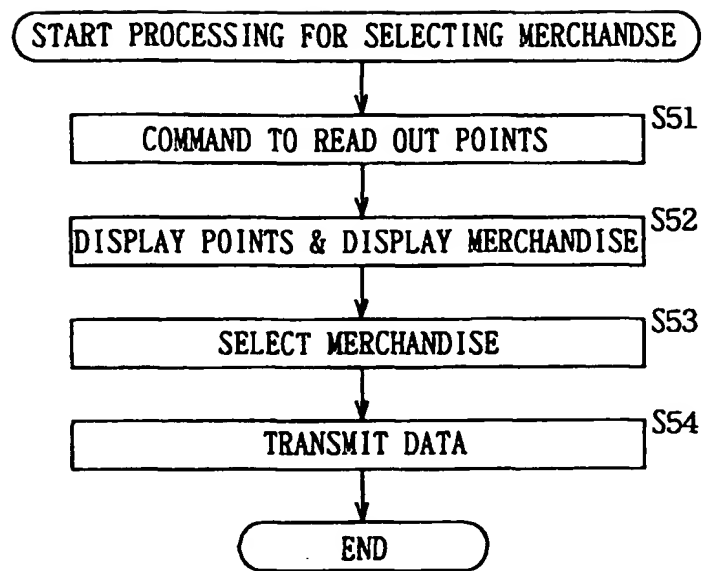 START PROCESSING FOR SELECTING MERCHANDSE
S51
COMMAND TO READ OUT POINTS
S52
DISPLAY POINTS & DISPLAY MERCHANDISE
S53
SELECT MERCHANDISE
S54
TRANSMIT DATA
END